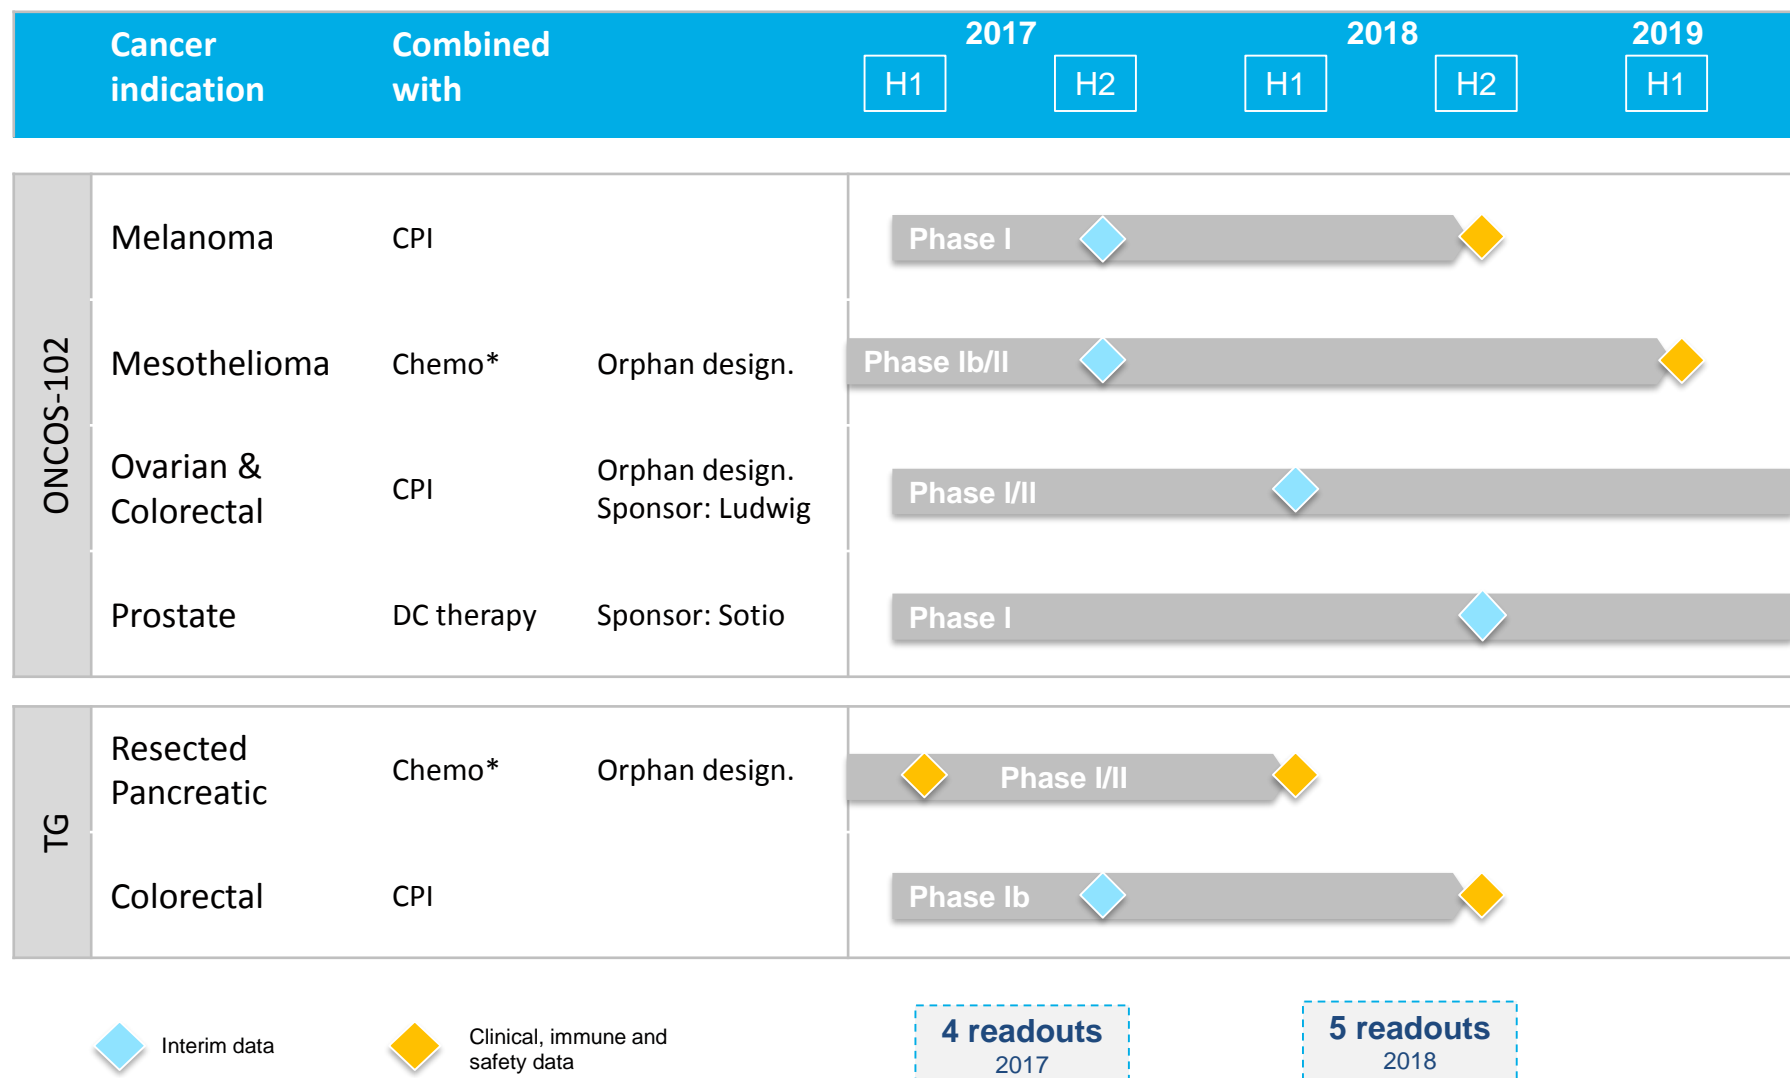 Cancer indication
Combined with
2017
2018
2019
H1
H2
H1
H2
H1
ONCOS-102
Melanoma
CPI
Phase I
Mesothelioma
Chemo*
Orphan design.
Phase Ib/II
Ovarian &
Colorectal
CPI
Orphan design.
Sponsor: Ludwig
Phase I/II
Prostate
DC therapy
Sponsor: Sotio
Phase I
TG
Resected
Pancreatic
Chemo*
Orphan design.
Phase I/II
Colorectal
CPI
Phase Ib
Interim data
Clinical, immune and
safety data
4 readouts
2017
5 readouts
2018